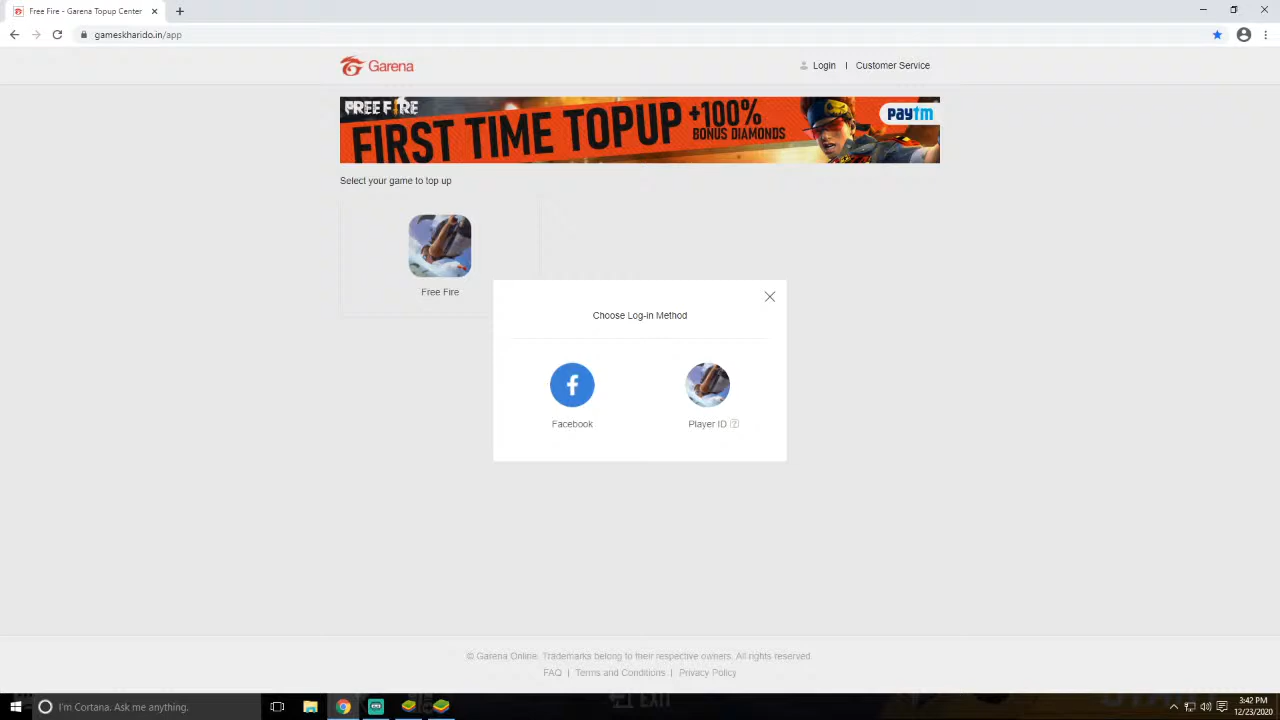 Free Fire - Garena Topup Center
gameskharido.in/app
Garena
Login | Customer Service
FREE FIRE
FIRST TIME TOPUP +100%
BONUS DIAMONDS
paytm
Select your game to top up
Free Fire
Choose Log-in Method
Facebook
Player ID ?
© Garena Online. Trademarks belong to their respective owners. All rights reserved.
FAQ | Terms and Conditions | Privacy Policy
EXIT
I'm Cortana. Ask me anything.
3:42 PM
12/23/2020